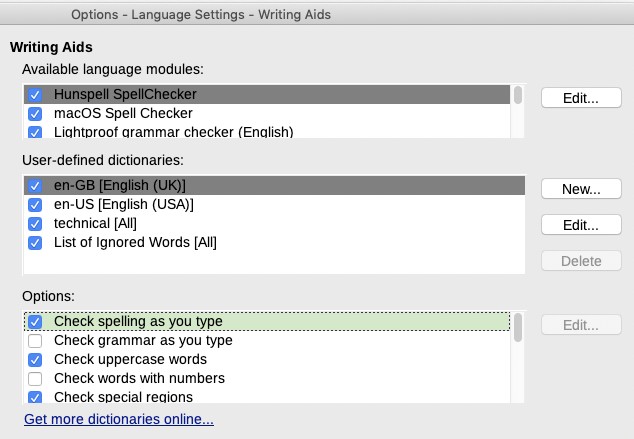 Options - Language Settings - Writing Aids
Writing Aids
Available language modules:
Hunspell SpellChecker
macOS Spell Checker
Lightproof grammar checker (English)
Edit...
User-defined dictionaries:
en-GB [English (UK)]
en-US [English (USA)]
technical [All]
List of Ignored Words [All]
New...
Edit...
Delete
Options:
Check spelling as you type
Check grammar as you type
Check uppercase words
Check words with numbers
Check special regions
Edit...
Get more dictionaries online...